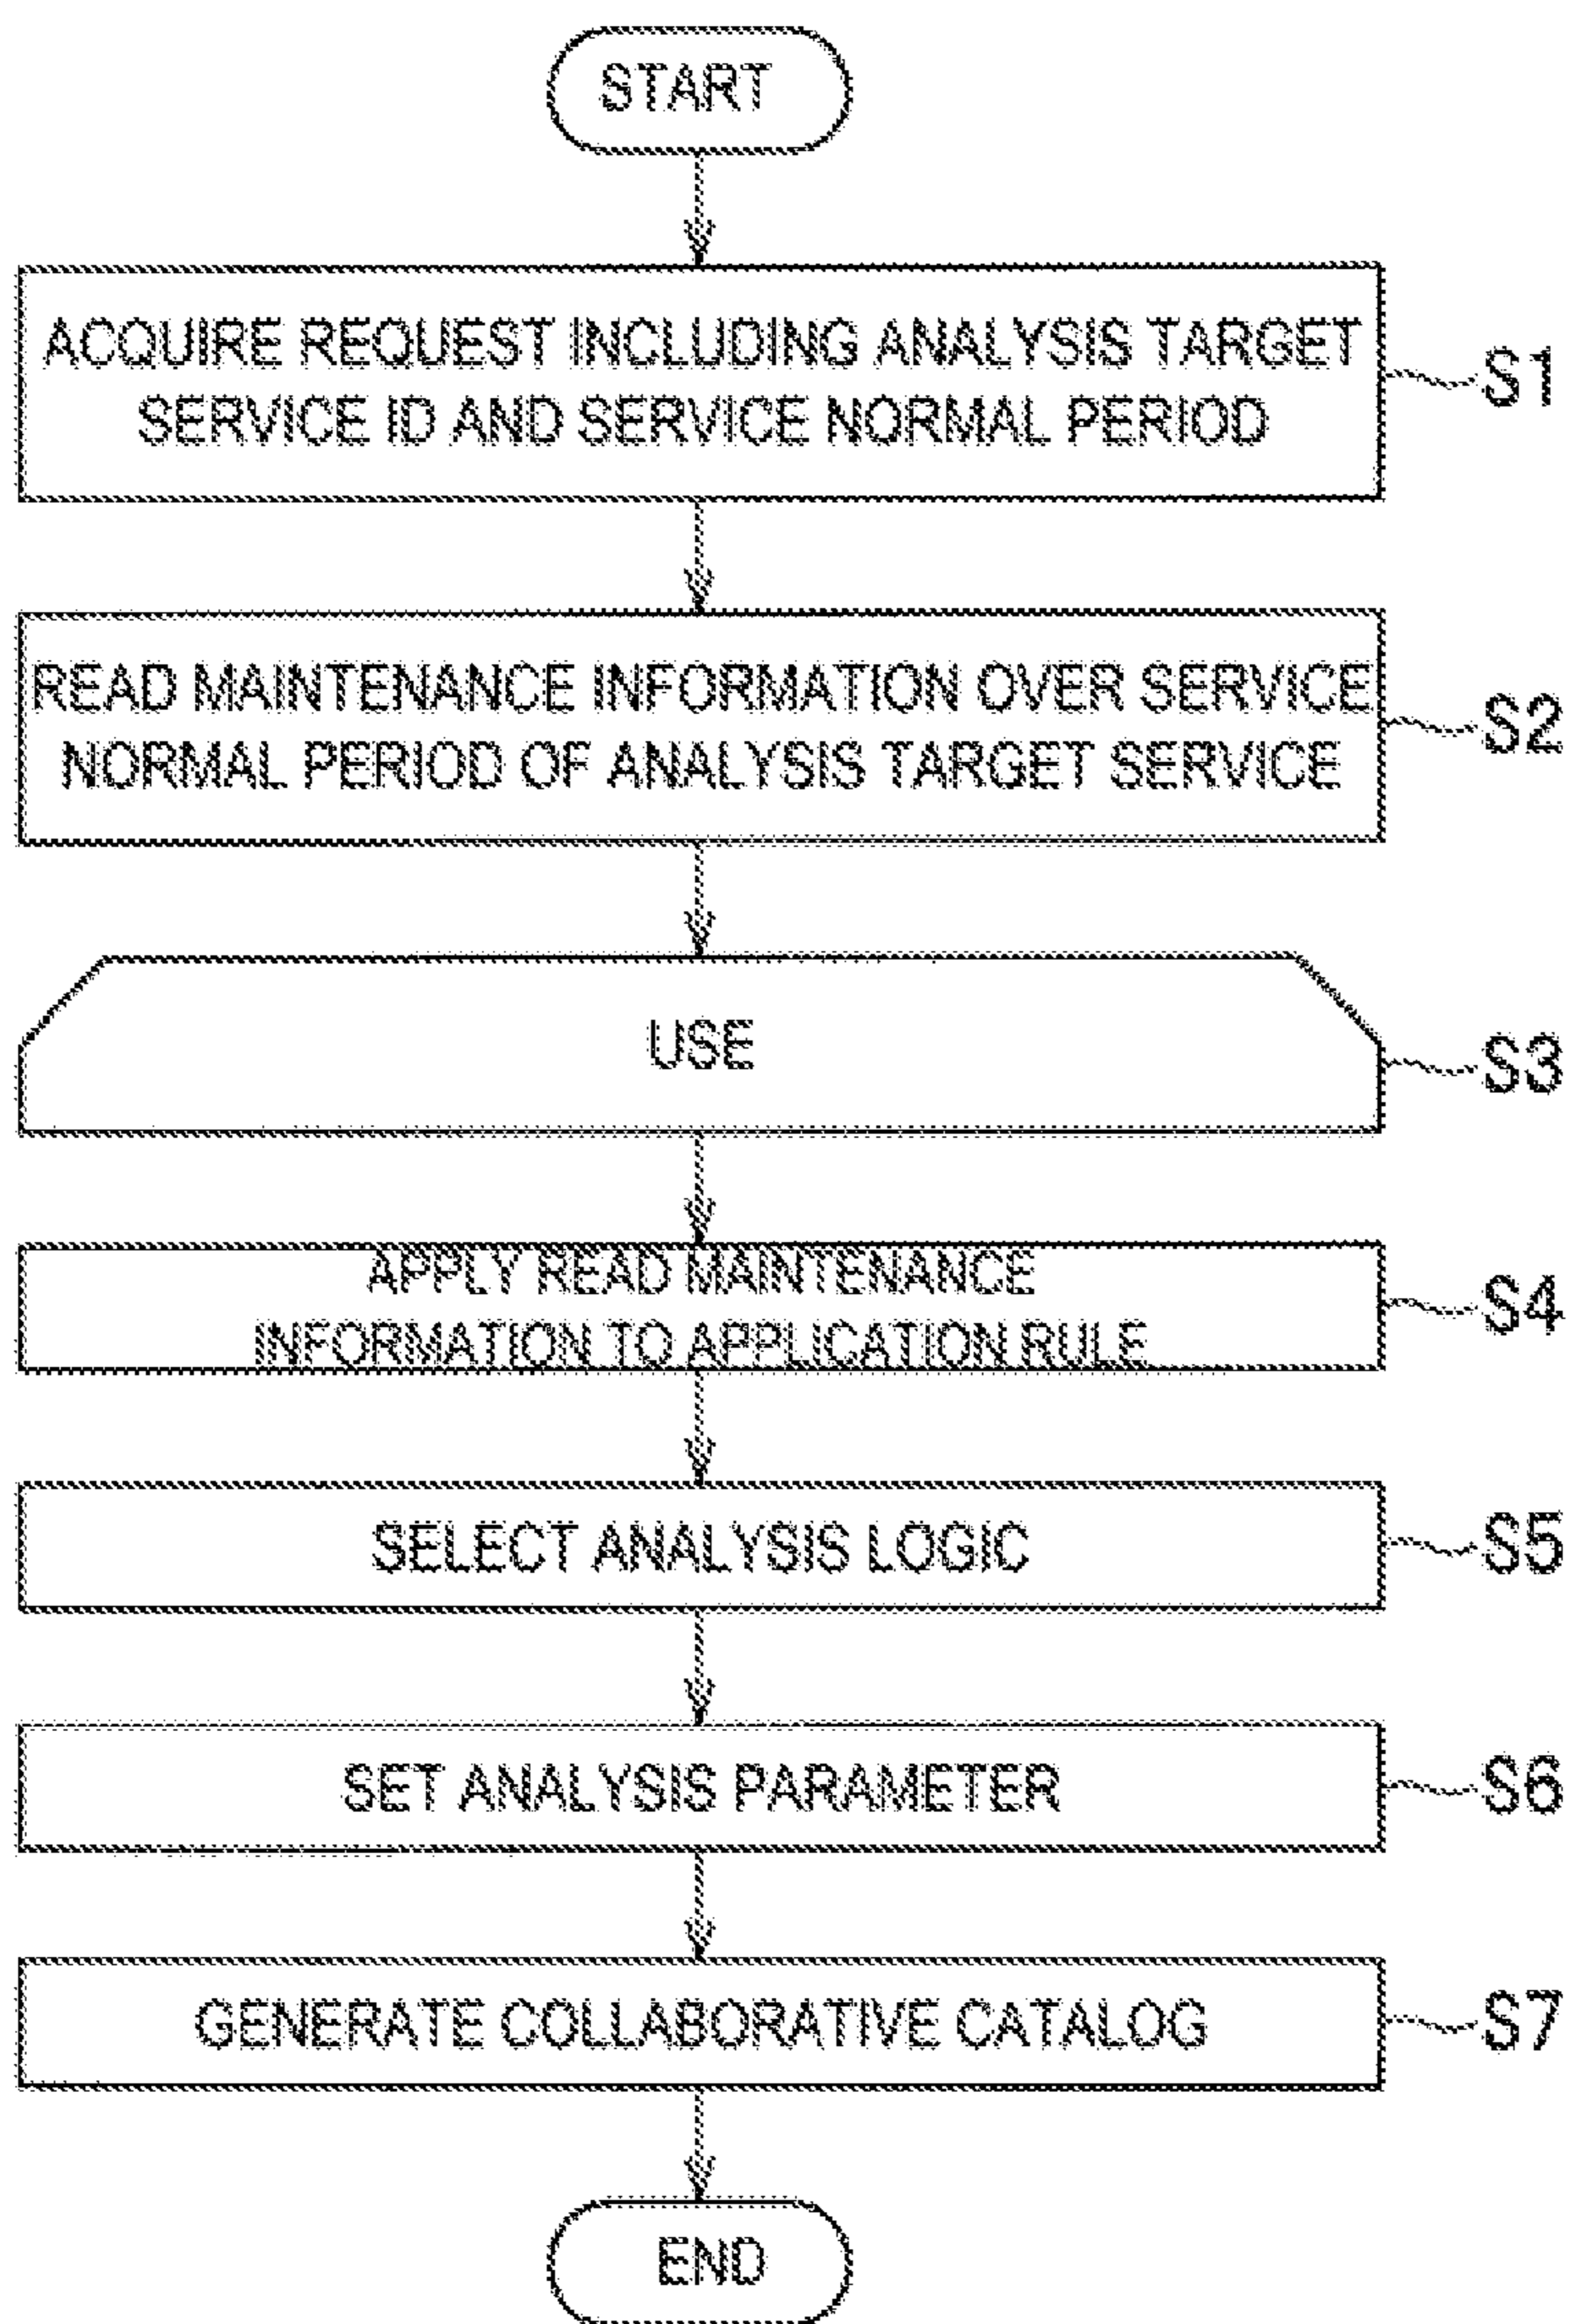 START
ACQUIRE REQUEST INCLUDING ANALYSIS TARGET
SERVICE ID AND SERVICE NORMAL PERIOD
S1
READ MAINTENANCE INFORMATION OVER SERVICE
NORMAL PERIOD OF ANALYSIS TARGET SERVICE
S2
USE
S3
APPLY READ MAINTENANCE
INFORMATION TO APPLICATION RULE
S4
SELECT ANALYSIS LOGIC
S5
SET ANALYSIS PARAMETER
S6
GENERATE COLLABORATIVE CATALOG
S7
END